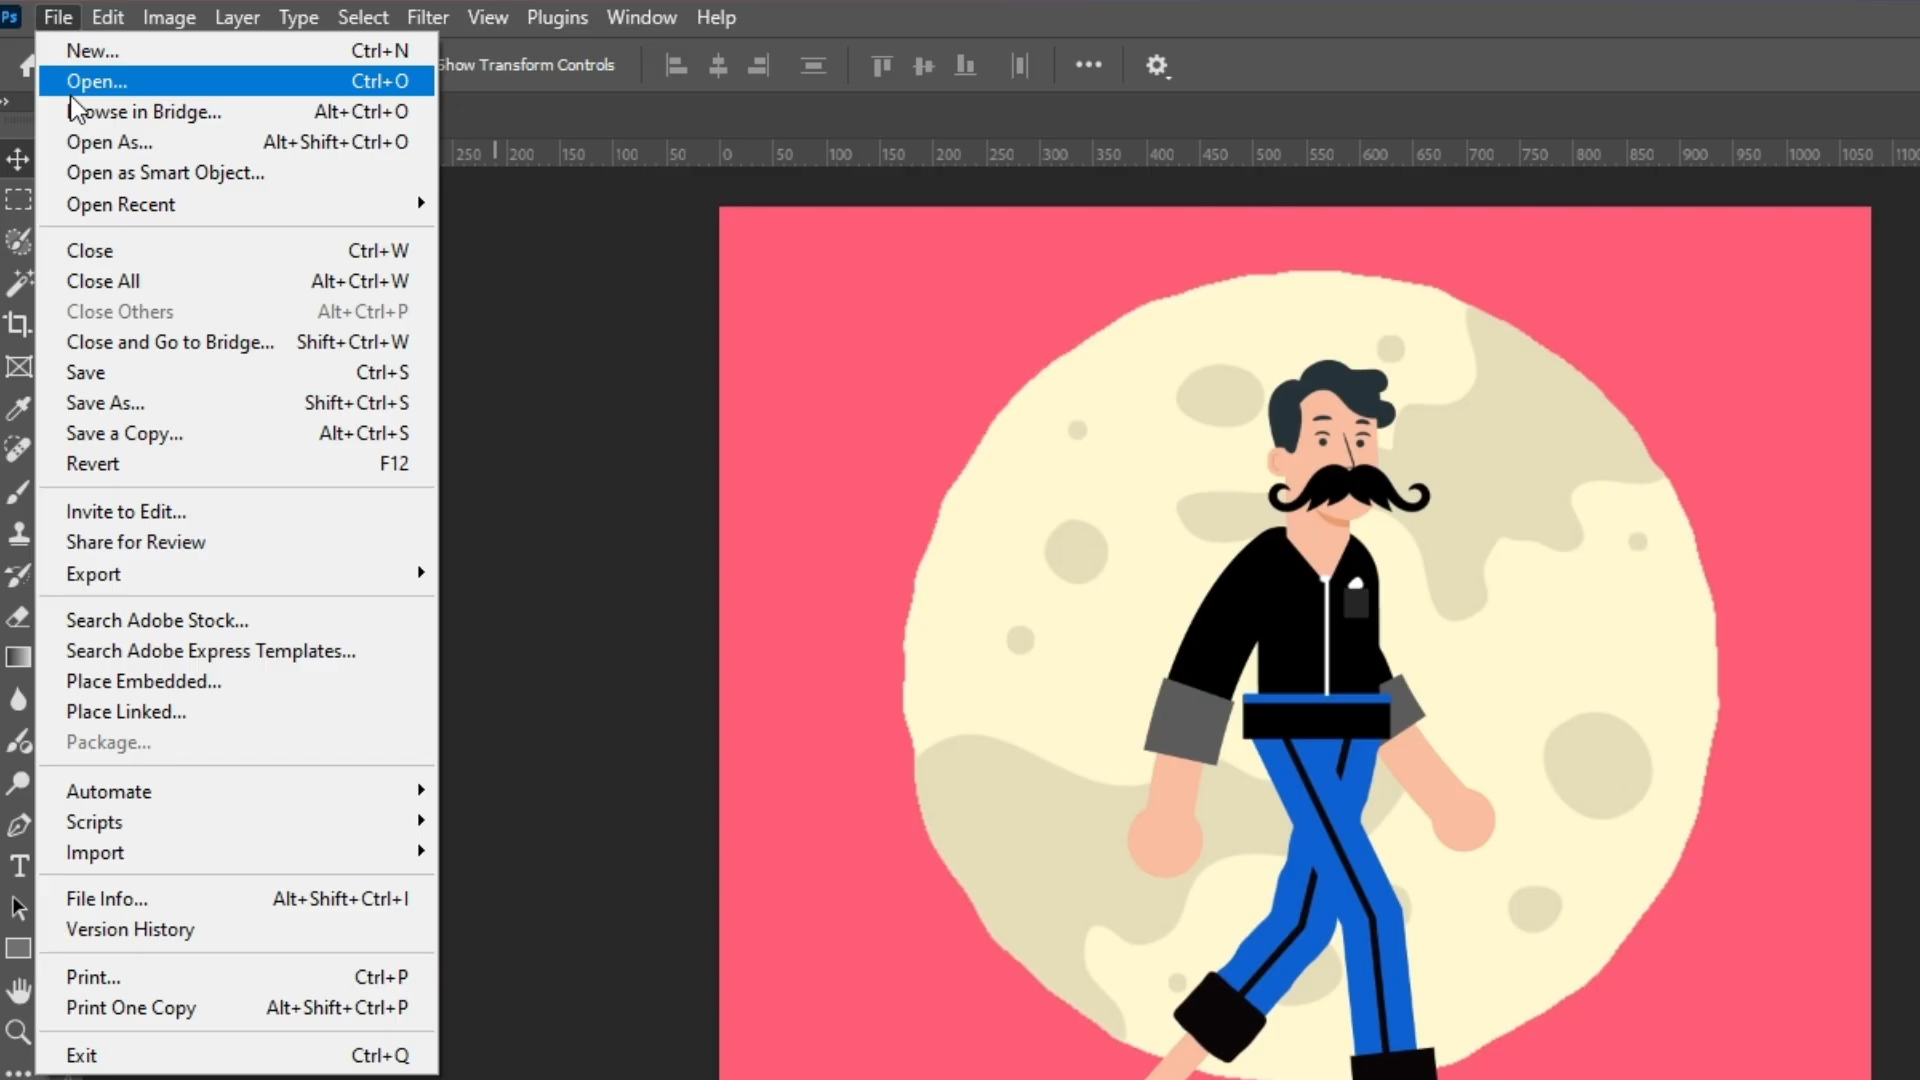 Ps File Edit Image Layer Type Select Filter View Plugins Window Help
Show Transform Controls
New... Ctrl+N
Open... Ctrl+O
owse in Bridge... Alt+Ctrl+O
Open As... Alt+Shift+Ctrl+O
Open as Smart Object...
Open Recent
Close Ctrl+W
Close All Alt+Ctrl+W
Close Others Alt+Ctrl+P
Close and Go to Bridge... Shift+Ctrl+W
Save Ctrl+S
Save As... Shift+Ctrl+S
Save a Copy... Alt+Ctrl+S
Revert F12
Invite to Edit...
Share for Review
Export
Search Adobe Stock...
Search Adobe Express Templates...
Place Embedded...
Place Linked...
Package...
Automate
Scripts
Import
File Info... Alt+Shift+Ctrl+I
Version History
Print... Ctrl+P
Print One Copy Alt+Shift+Ctrl+P
Exit Ctrl+Q
250 200 150 100 50 0 50 100 150 200 250 300 350 400 450 500 550 600 650 700 750 800 850 900 950 1000 1050 1100